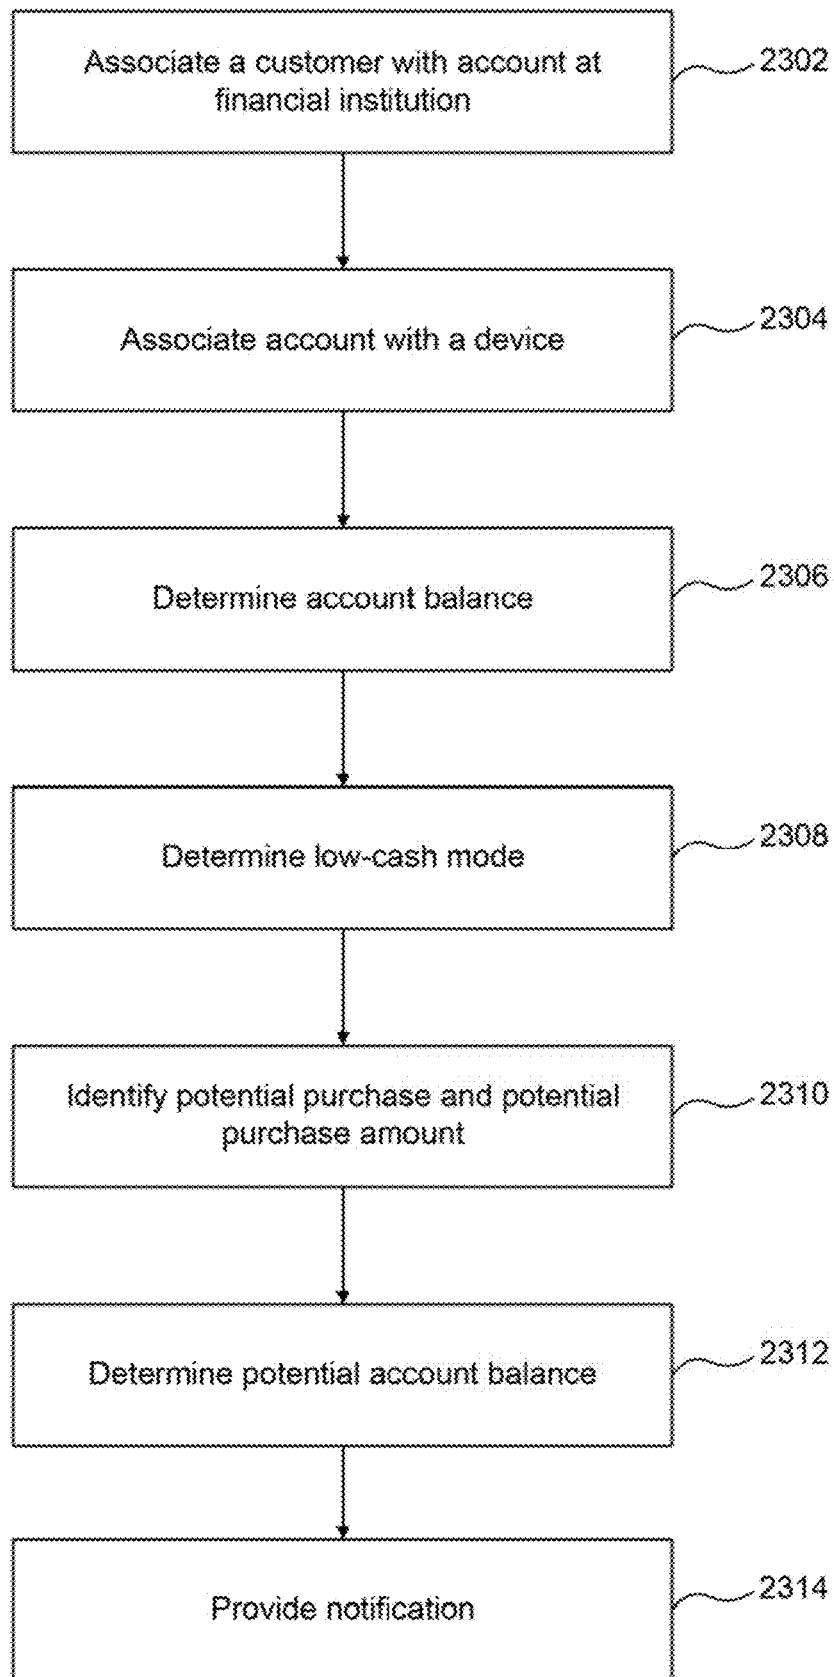 Associate a customer with account at
financial institution
2302
Associate account with a device
2304
Determine account balance
2306
Determine low-cash mode
2308
Identify potential purchase and potential
purchase amount
2310
Determine potential account balance
2312
Provide notification
2314